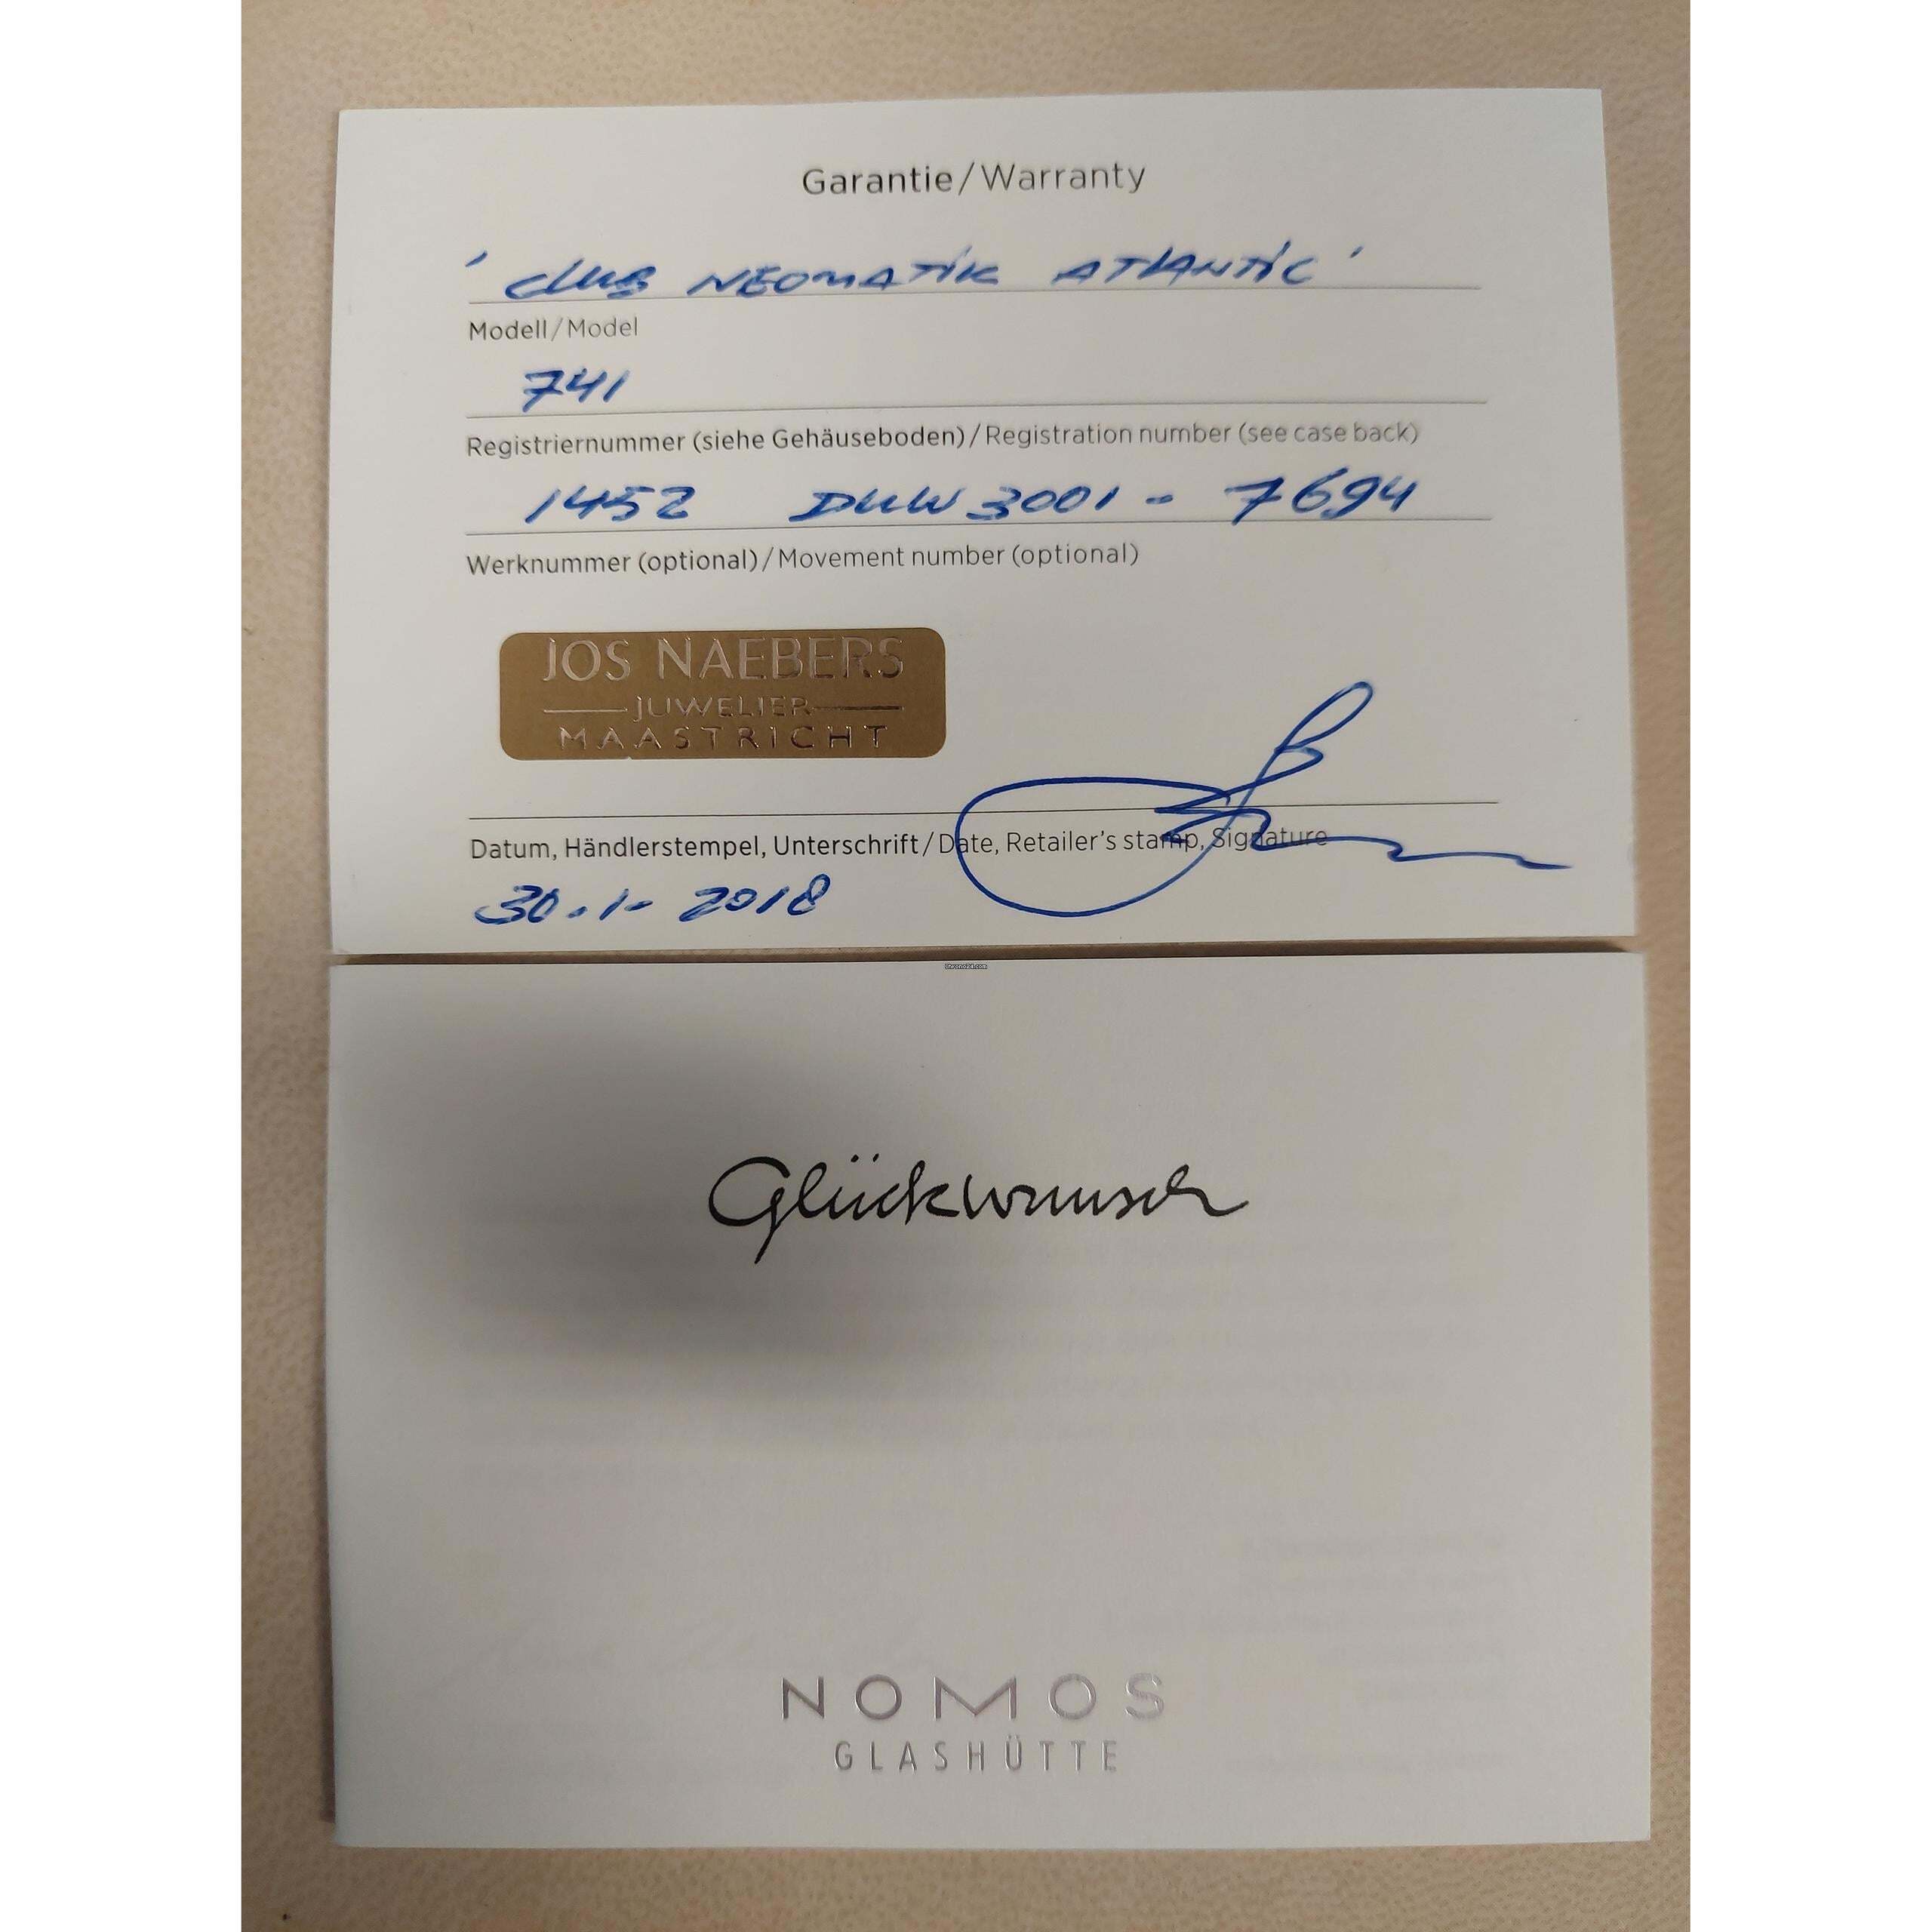 Garantie/Warranty
'CLUB NEOMATIK ATLANTIC'
Modell/Model
741
Registriernummer (siehe Gehäuseboden)/Registration number (see case back)
1452 DUW 3001 - 7694
Werknummer (optional)/Movement number (optional)
JOS NAEBERS
JUWELIER
MAASTRICHT
Datum, Händlerstempel, Unterschrift/Date, Retailer's stamp, Signature
30.1- 2018
Chrono24.com
Glückwunsch
NOMOS
GLASHÜTTE